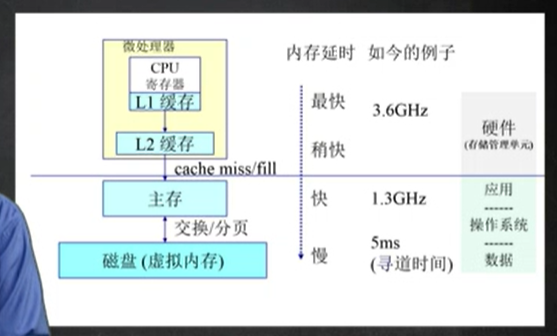 微处理器
CPU
寄存器
L1 缓存
L2 缓存
cache miss/fill
主存
交换/分页
磁盘 (虚拟内存)
内存延时 如今的例子
最快
3.6GHz
稍快
快
1.3GHz
慢
5ms
(寻道时间)
硬件
(存储管理单元)
应用
------
操作系统
------
数据